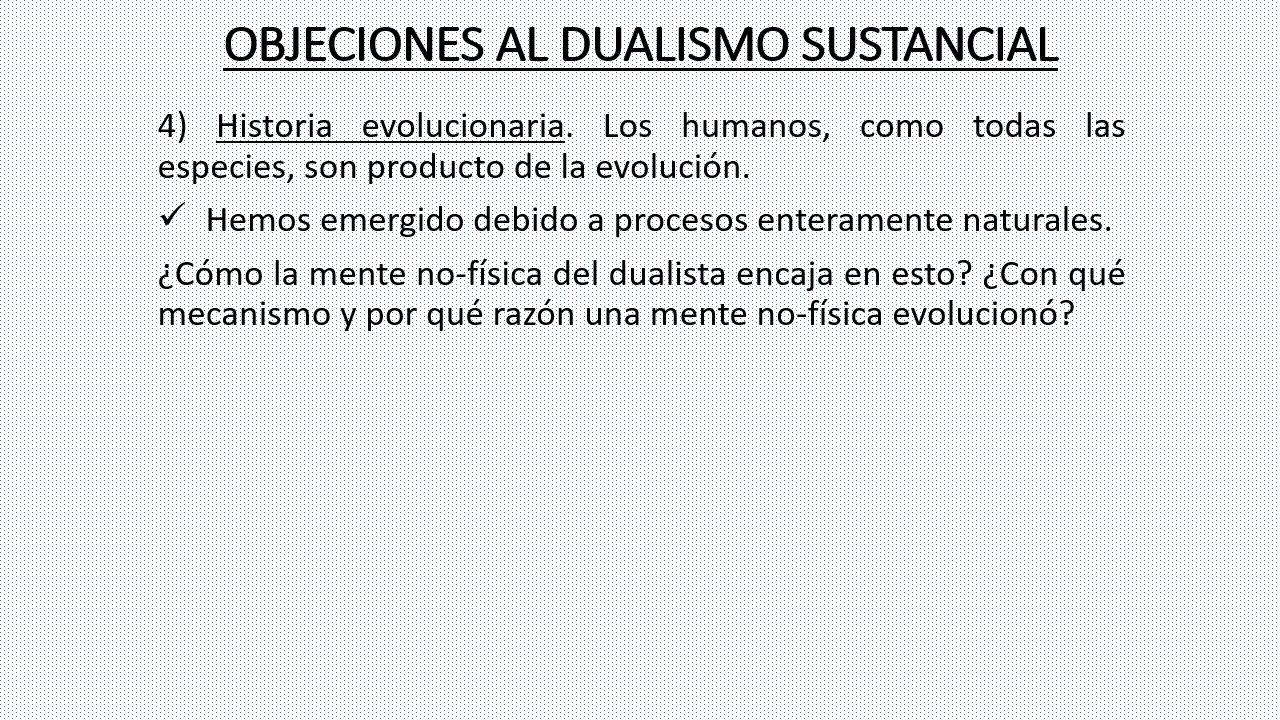 OBJECIONES AL DUALISMO SUSTANCIAL
4) Historia evolucionaria. Los humanos, como todas las
especies, son producto de la evolución.
✓ Hemos emergido debido a procesos enteramente naturales.
¿Cómo la mente no-física del dualista encaja en esto? ¿Con qué
mecanismo y por qué razón una mente no-física evolucionó?